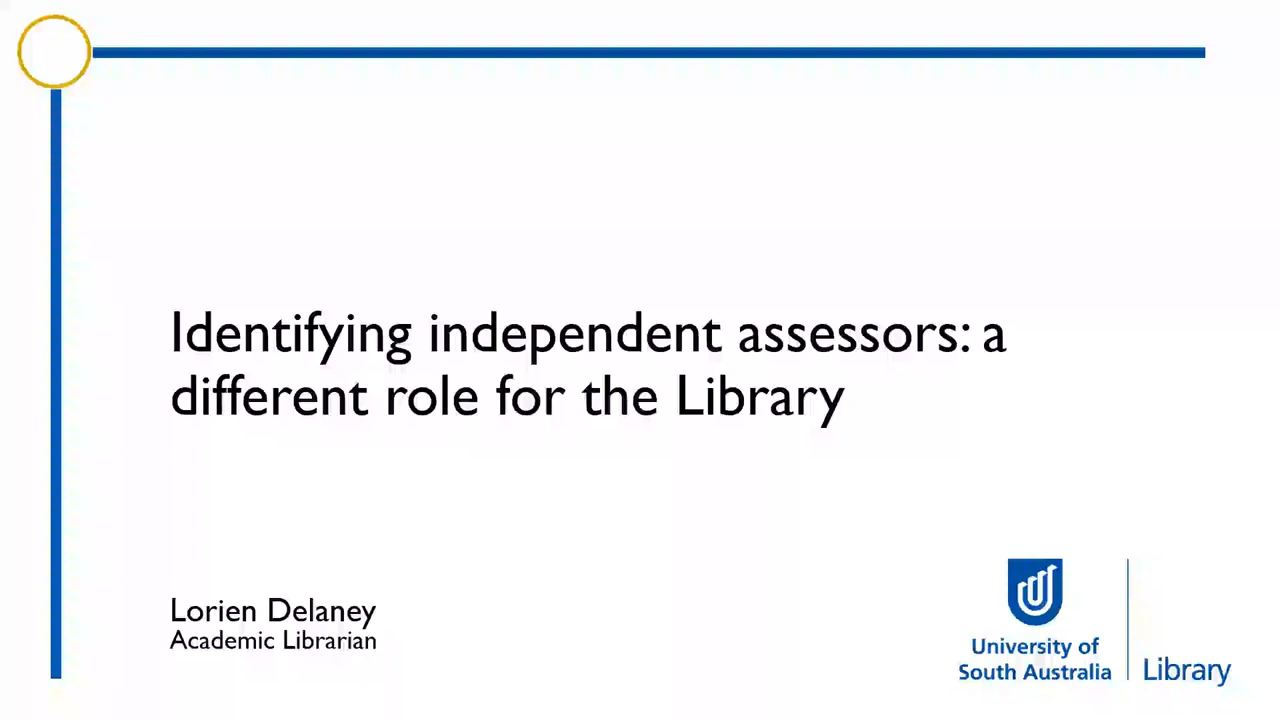 Identifying independent assessors: a
different role for the Library
Lorien Delaney
Academic Librarian
University of
South Australia
Library